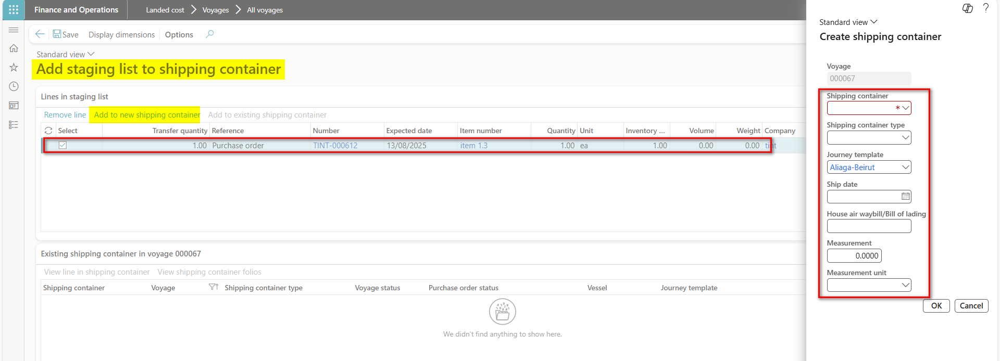 Finance and Operations
Landed cost Voyages All voyages
Save Display dimensions Options
Standard view
Add staging list to shipping container
Lines in staging list
Remove line Add to new shipping container Add to existing shipping container
Select Transfer quantity Reference Number Expected date Item number Quantity Unit Inventory ... Volume Weight Company
1.00 Purchase order TINT-000612 13/08/2025 item 1.3 1.00 ea 1.00 0.00 0.00 tint
Existing shipping container in voyage 000067
View line in shipping container View shipping container folios
Shipping container Voyage Shipping container type Voyage status Purchase order status Vessel Journey template
We didn't find anything to show here.
?
Standard view
Create shipping container
Voyage
000067
Shipping container
*
Shipping container type
Journey template
Aliaga-Beirut
Ship date
House air waybill/Bill of lading
Measurement
0.0000
Measurement unit
OK Cancel